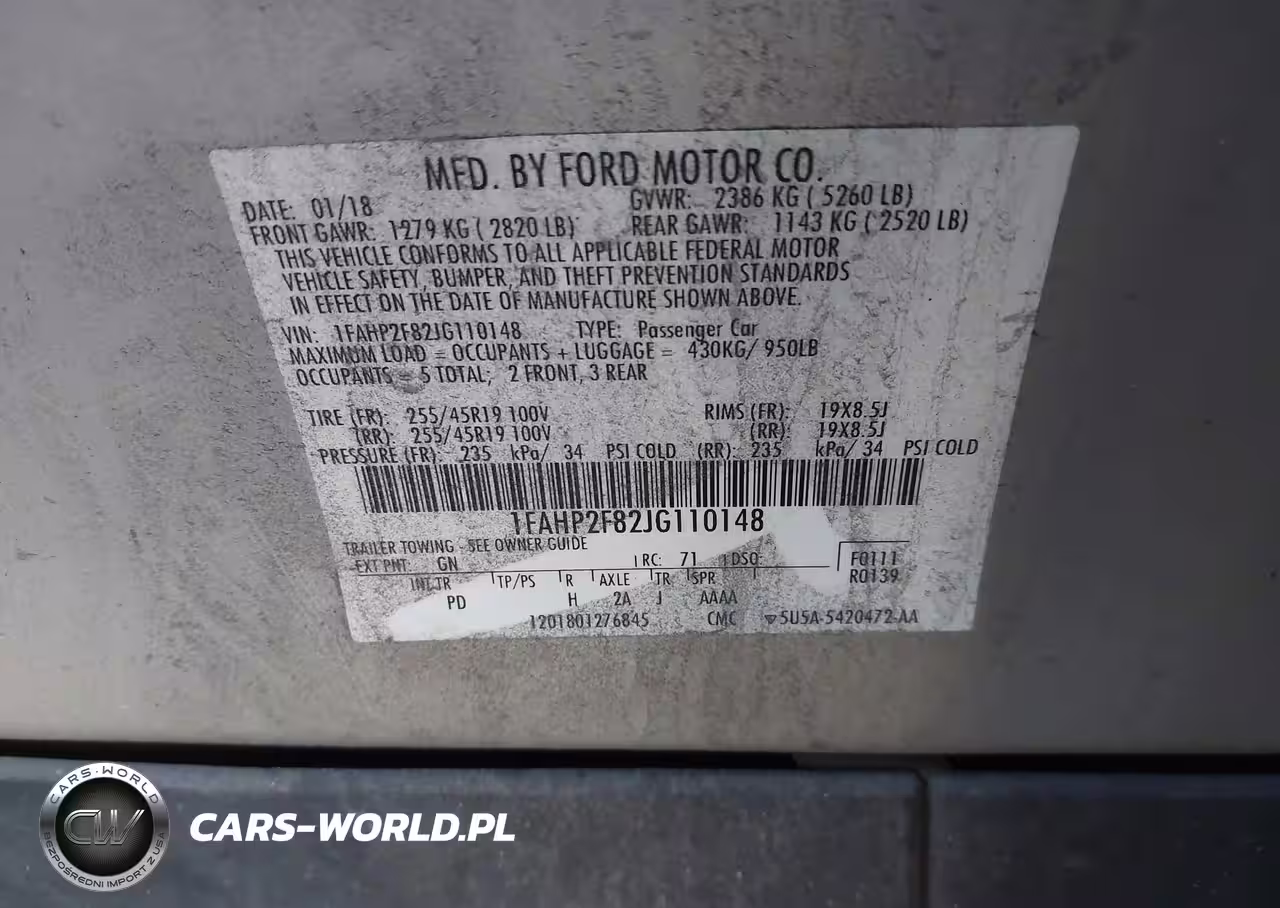 MFD. BY FORD MOTOR CO.
DATE: 01/18 GVWR: 2386 KG ( 5260 LB)
FRONT GAWR: 1279 KG ( 2820 LB) REAR GAWR: 1143 KG ( 2520 LB)
THIS VEHICLE CONFORMS TO ALL APPLICABLE FEDERAL MOTOR
VEHICLE SAFETY, BUMPER, AND THEFT PREVENTION STANDARDS
IN EFFECT ON THE DATE OF MANUFACTURE SHOWN ABOVE.
VIN: 1FAHP2F82JG110148 TYPE: Passenger Car
MAXIMUM LOAD = OCCUPANTS + LUGGAGE = 430KG/ 950LB
OCCUPANTS = 5 TOTAL; 2 FRONT, 3 REAR
TIRE (FR): 255/45R19 100V RIMS (FR): 19X8.5J
(RR): 255/45R19 100V (RR): 19X8.5J
PRESSURE (FR): 235 kPa/ 34 PSI COLD (RR): 235 kPa/ 34 PSI COLD
1FAHP2F82JG110148
TRAILER TOWING - SEE OWNER GUIDE
EXT PNT: GN RC: 71 DSO: F0111
INT TR TP/PS R AXLE TR SPR R0139
PD H 2A J AAAA
1201801276845 CMC 5U5A-5420472-AA
CARS-WORLD
CW
BEZPOŚREDNI IMPORT Z USA
CARS-WORLD.PL